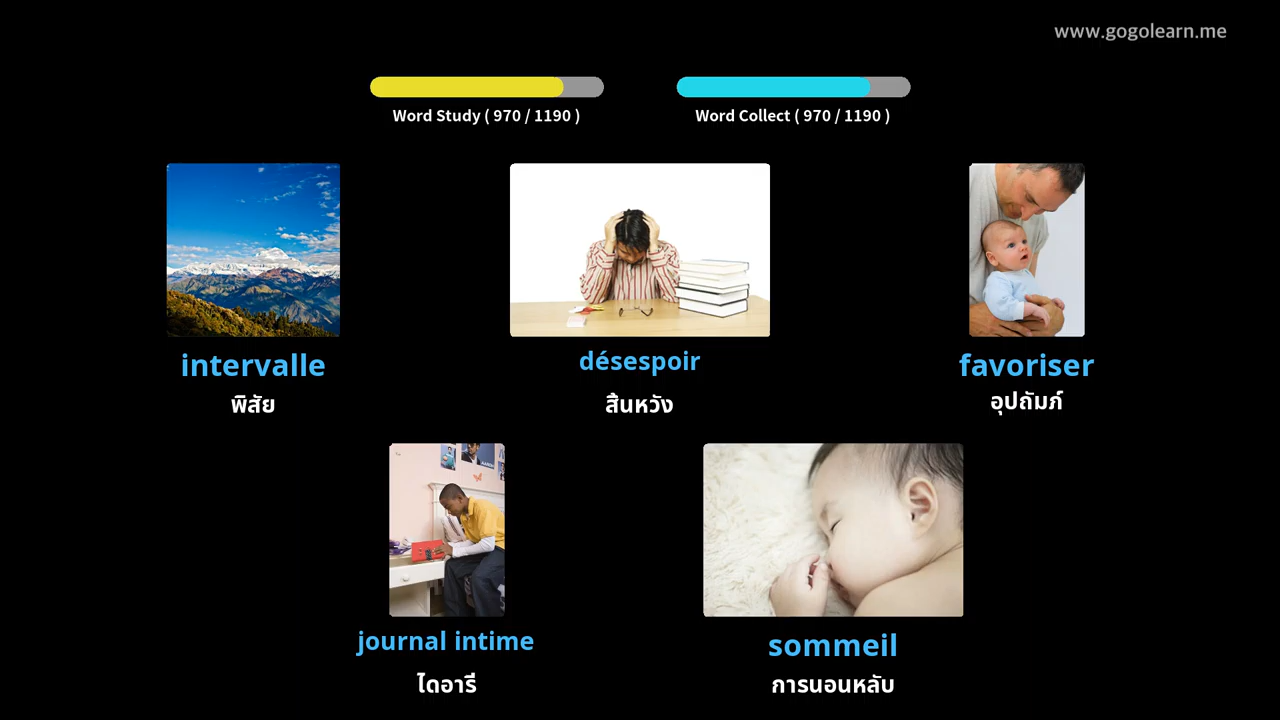 www.gogolearn.me
Word Study ( 970 / 1190 )
Word Collect ( 970 / 1190 )
intervalle
พิสัย
désespoir
สิ้นหวัง
favoriser
อุปถัมภ์
journal intime
ไดอารี่
sommeil
การนอนหลับ